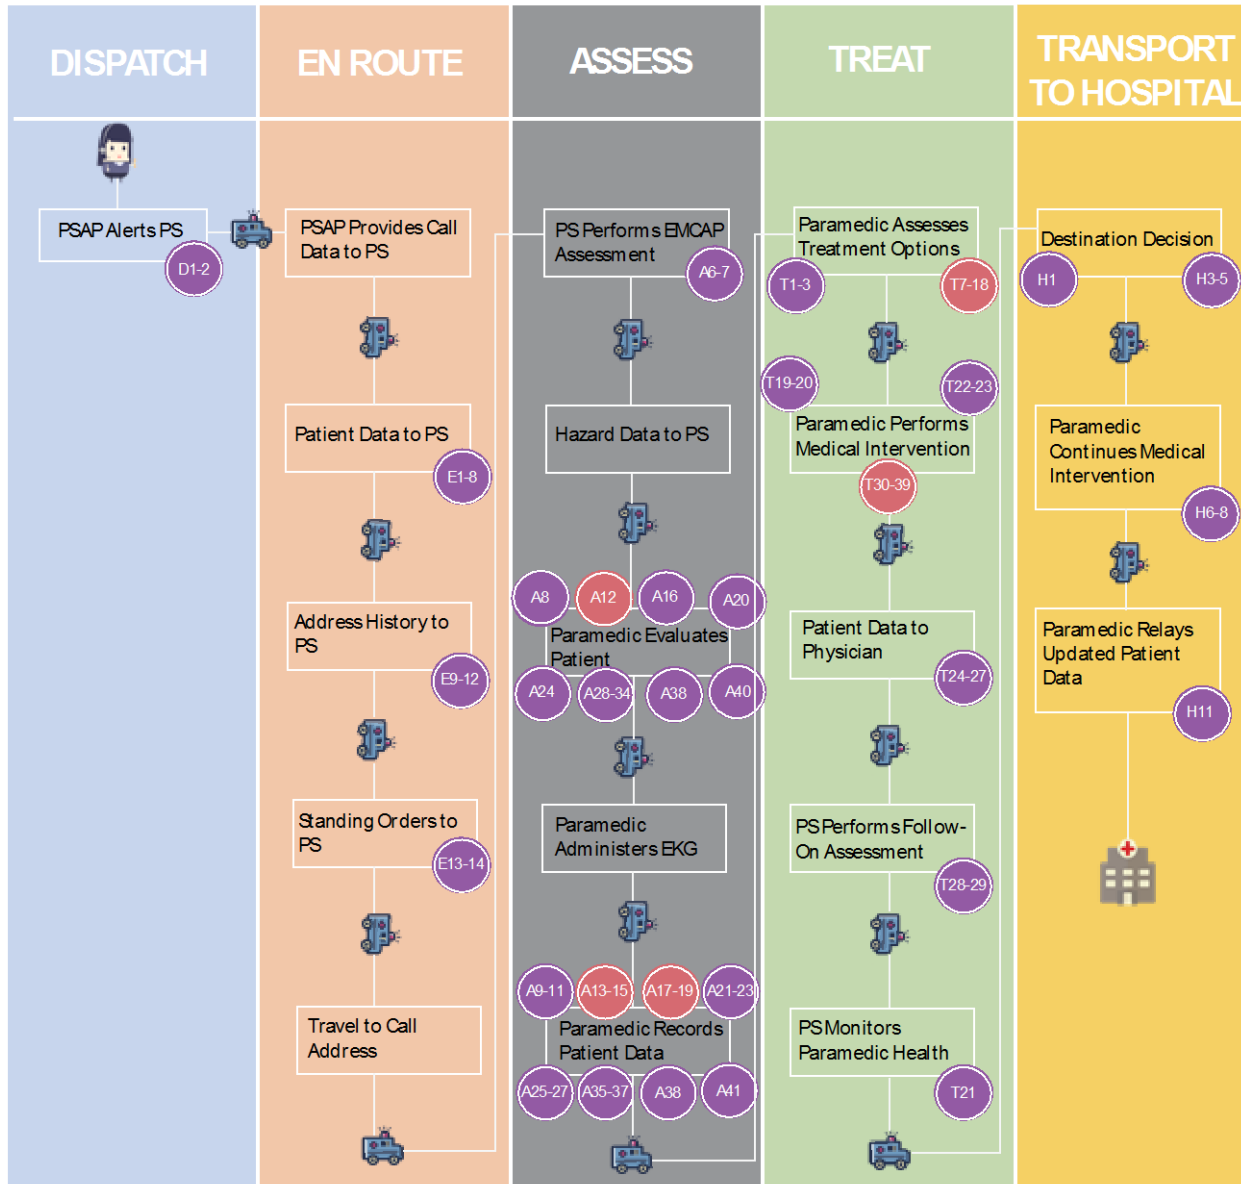 DISPATCH
EN ROUTE
ASSESS
TREAT
TRANSPORT
TO HOSPITAL
PSAP Alerts PS
D1-2
PSAP Provides Call
Data to PS
Patient Data to PS
E1-8
Address History to
PS
E9-12
Standing Orders to
PS
E13-14
Travel to Call
Address
PS Performs EMCAP
Assessment
A6-7
Hazard Data to PS
A8
A12
A16
A20
Paramedic Evaluates
Patient
A24
A28-34
A38
A40
Paramedic
Administers EKG
A9-11
A13-15
A17-19
A21-23
Paramedic Records
Patient Data
A25-27
A35-37
A38
A41
Paramedic Assesses
Treatment Options
T1-3
T7-18
T19-20
T22-23
Paramedic Performs
Medical Intervention
T30-39
Patient Data to
Physician
T24-27
PS Performs Follow-
On Assessment
T28-29
PS Monitors
Paramedic Health
T21
Destination Decision
H1
H3-5
Paramedic
Continues Medical
Intervention
H6-8
Paramedic Relays
Updated Patient
Data
H11